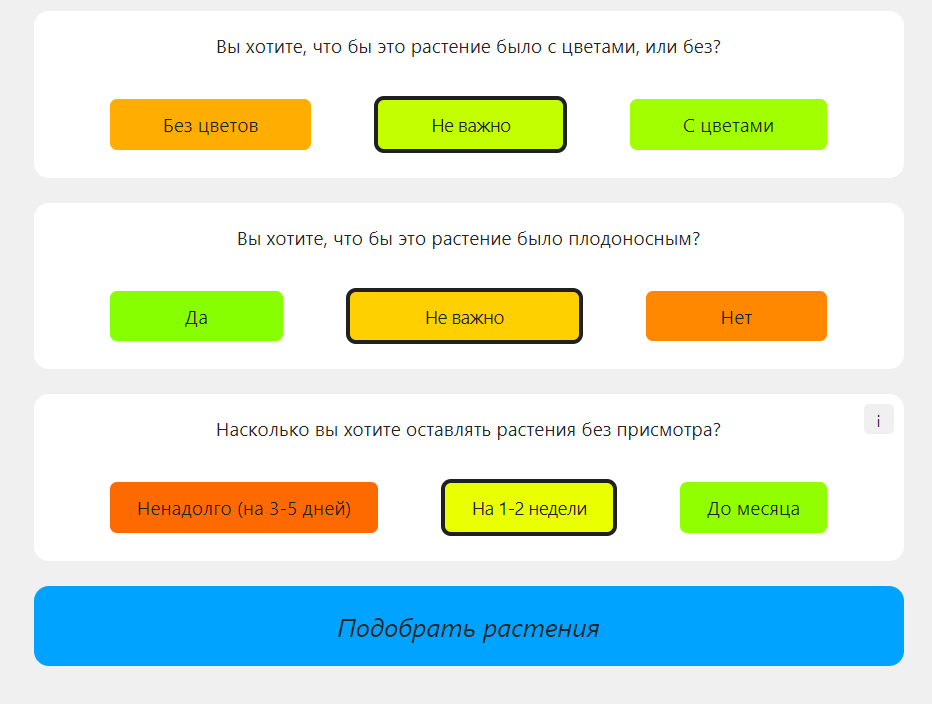 Вы хотите, что бы это растение было с цветами, или без?
Без цветов
Не важно
С цветами
Вы хотите, что бы это растение было плодоносным?
Да
Не важно
Нет
i
Насколько вы хотите оставлять растения без присмотра?
Ненадолго (на 3-5 дней)
На 1-2 недели
До месяца
Подобрать растения